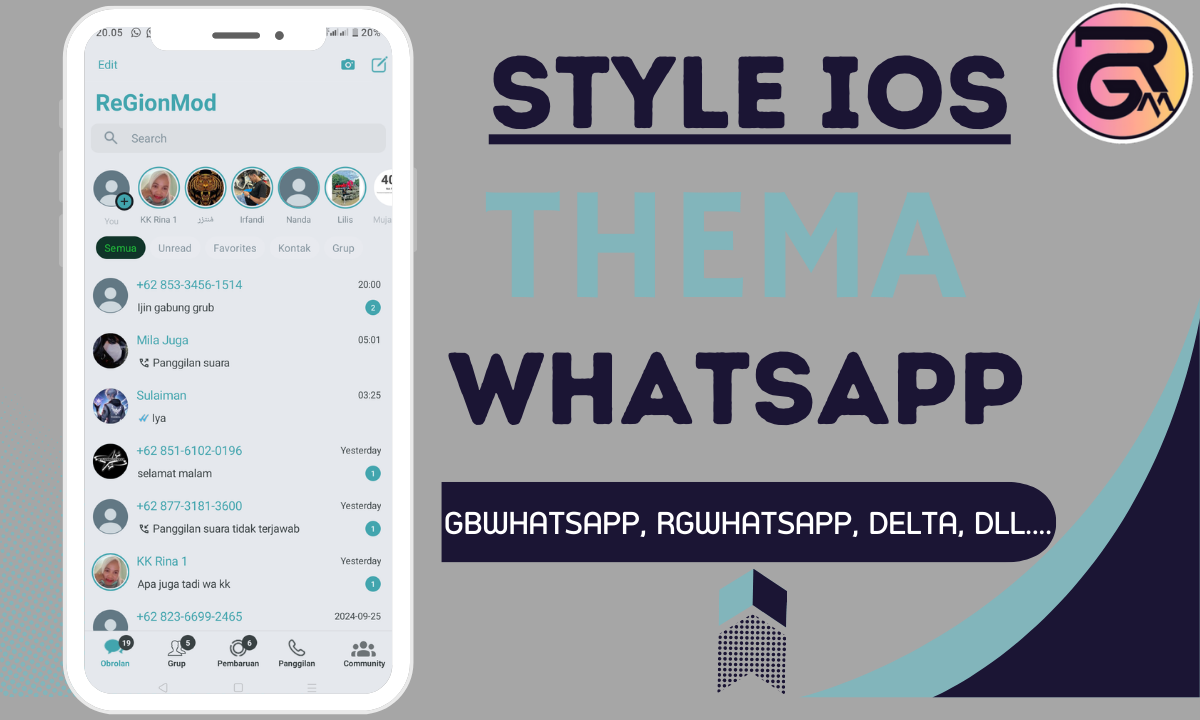 20.05
20%
Edit
ReGionMod
Search
You
KK Rina 1
Irfandi
Nanda
Lilis
40
Muja
Semua
Unread
Favorites
Kontak
Grup
+62 853-3456-1514
20:00
Ijin gabung grub
2
Mila Juga
05:01
Panggilan suara
Sulaiman
03:25
Iya
+62 851-6102-0196
Yesterday
selamat malam
1
+62 877-3181-3600
Yesterday
Panggilan suara tidak terjawab
1
KK Rina 1
Yesterday
Apa juga tadi wa kk
1
+62 823-6699-2465
2024-09-25
19
5
6
Obrolan
Grup
Pembaruan
Panggilan
Community
STYLE IOS
THEMA
WHATSAPP
GBWHATSAPP, RGWHATSAPP, DELTA, DLL....
RGM